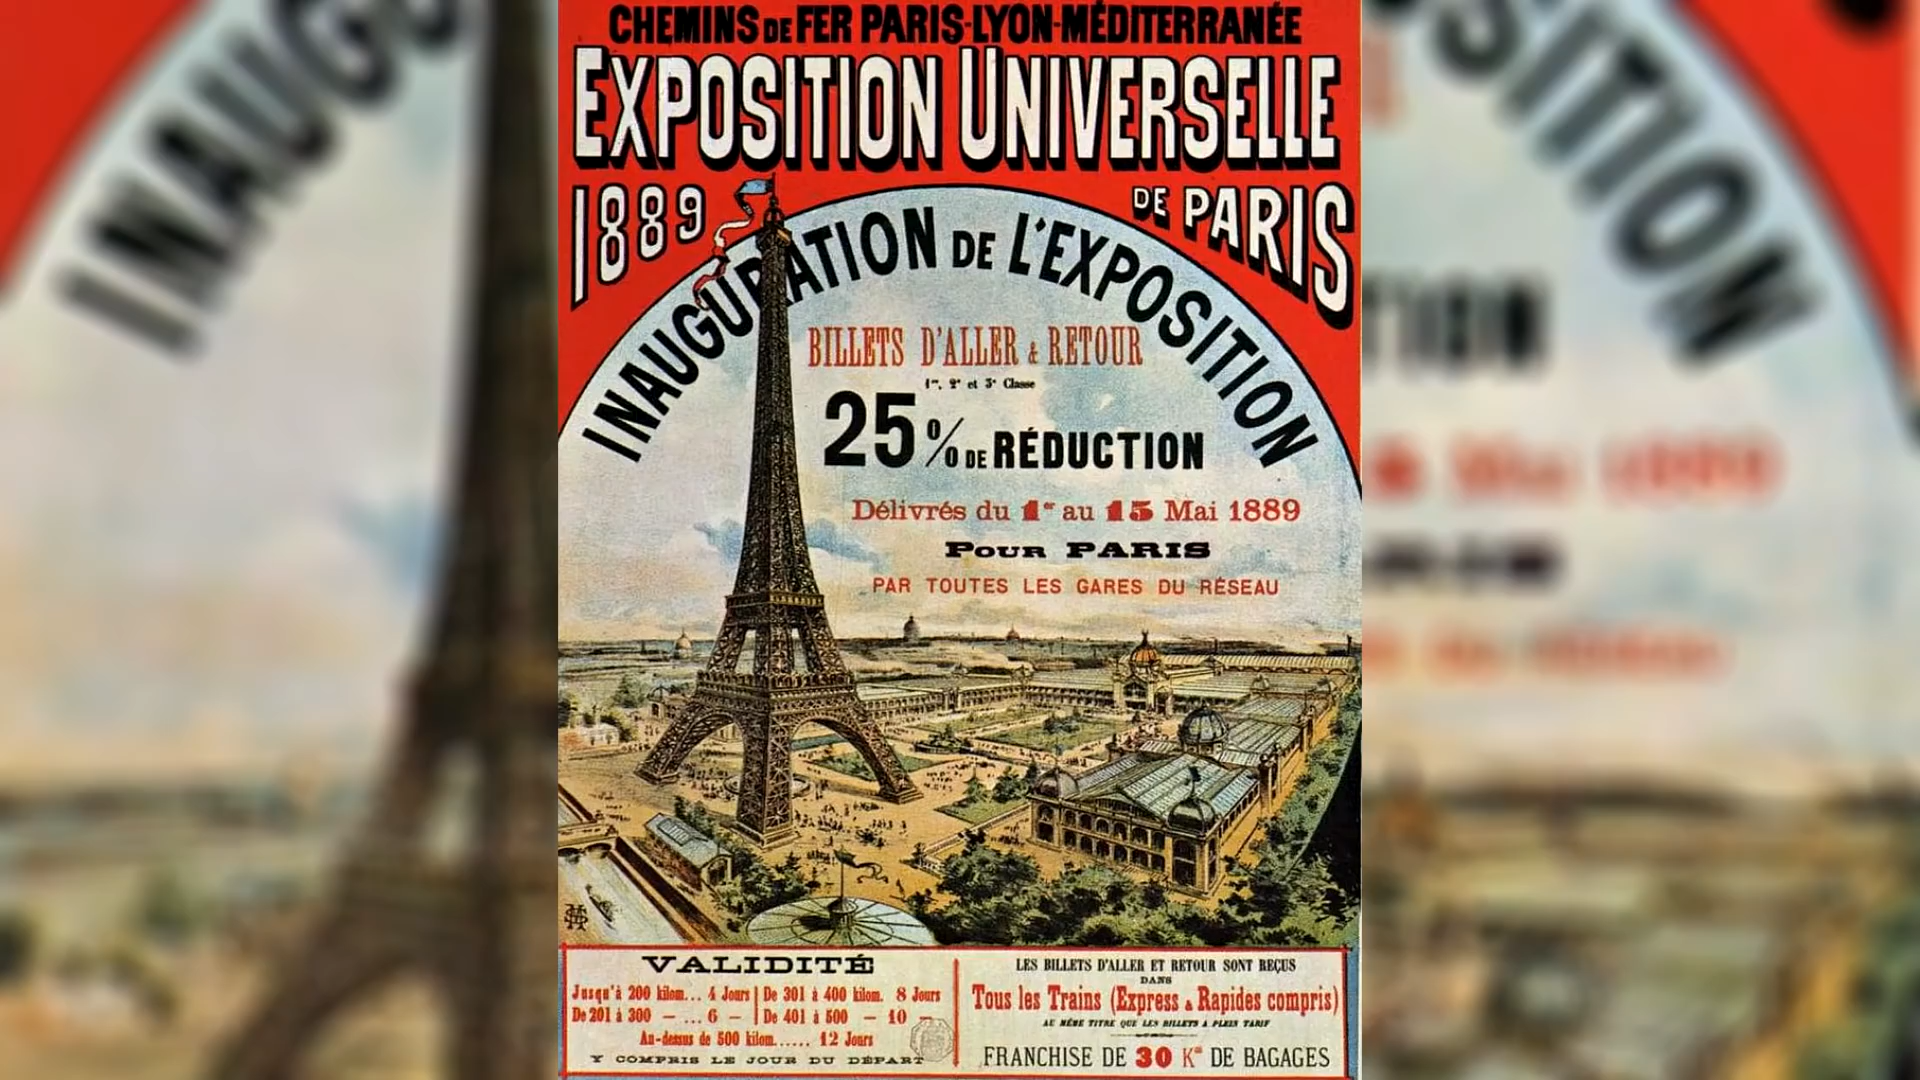 CHEMINS DE FER PARIS-LYON-MÉDITERRANÉE
EXPOSITION UNIVERSELLE
1889 DE PARIS
INAUGURATION DE L'EXPOSITION
BILLETS D'ALLER & RETOUR
1re, 2e et 3e Classe
25% DE RÉDUCTION
Délivrés du 1er au 15 Mai 1889
POUR PARIS
PAR TOUTES LES GARES DU RÉSEAU
VALIDITÉ
Jusqu'à 200 kilom... 4 Jours
De 201 à 300 — ... 6 —
De 301 à 400 kilom. 8 Jours
De 401 à 500 — 10 —
Au-dessus de 500 kilom...... 12 Jours
Y COMPRIS LE JOUR DU DÉPART
LES BILLETS D'ALLER ET RETOUR SONT REÇUS
DANS
Tous les Trains (Express & Rapides compris)
AU MÊME TITRE QUE LES BILLETS A PLEIN TARIF
FRANCHISE DE 30 Kos DE BAGAGES